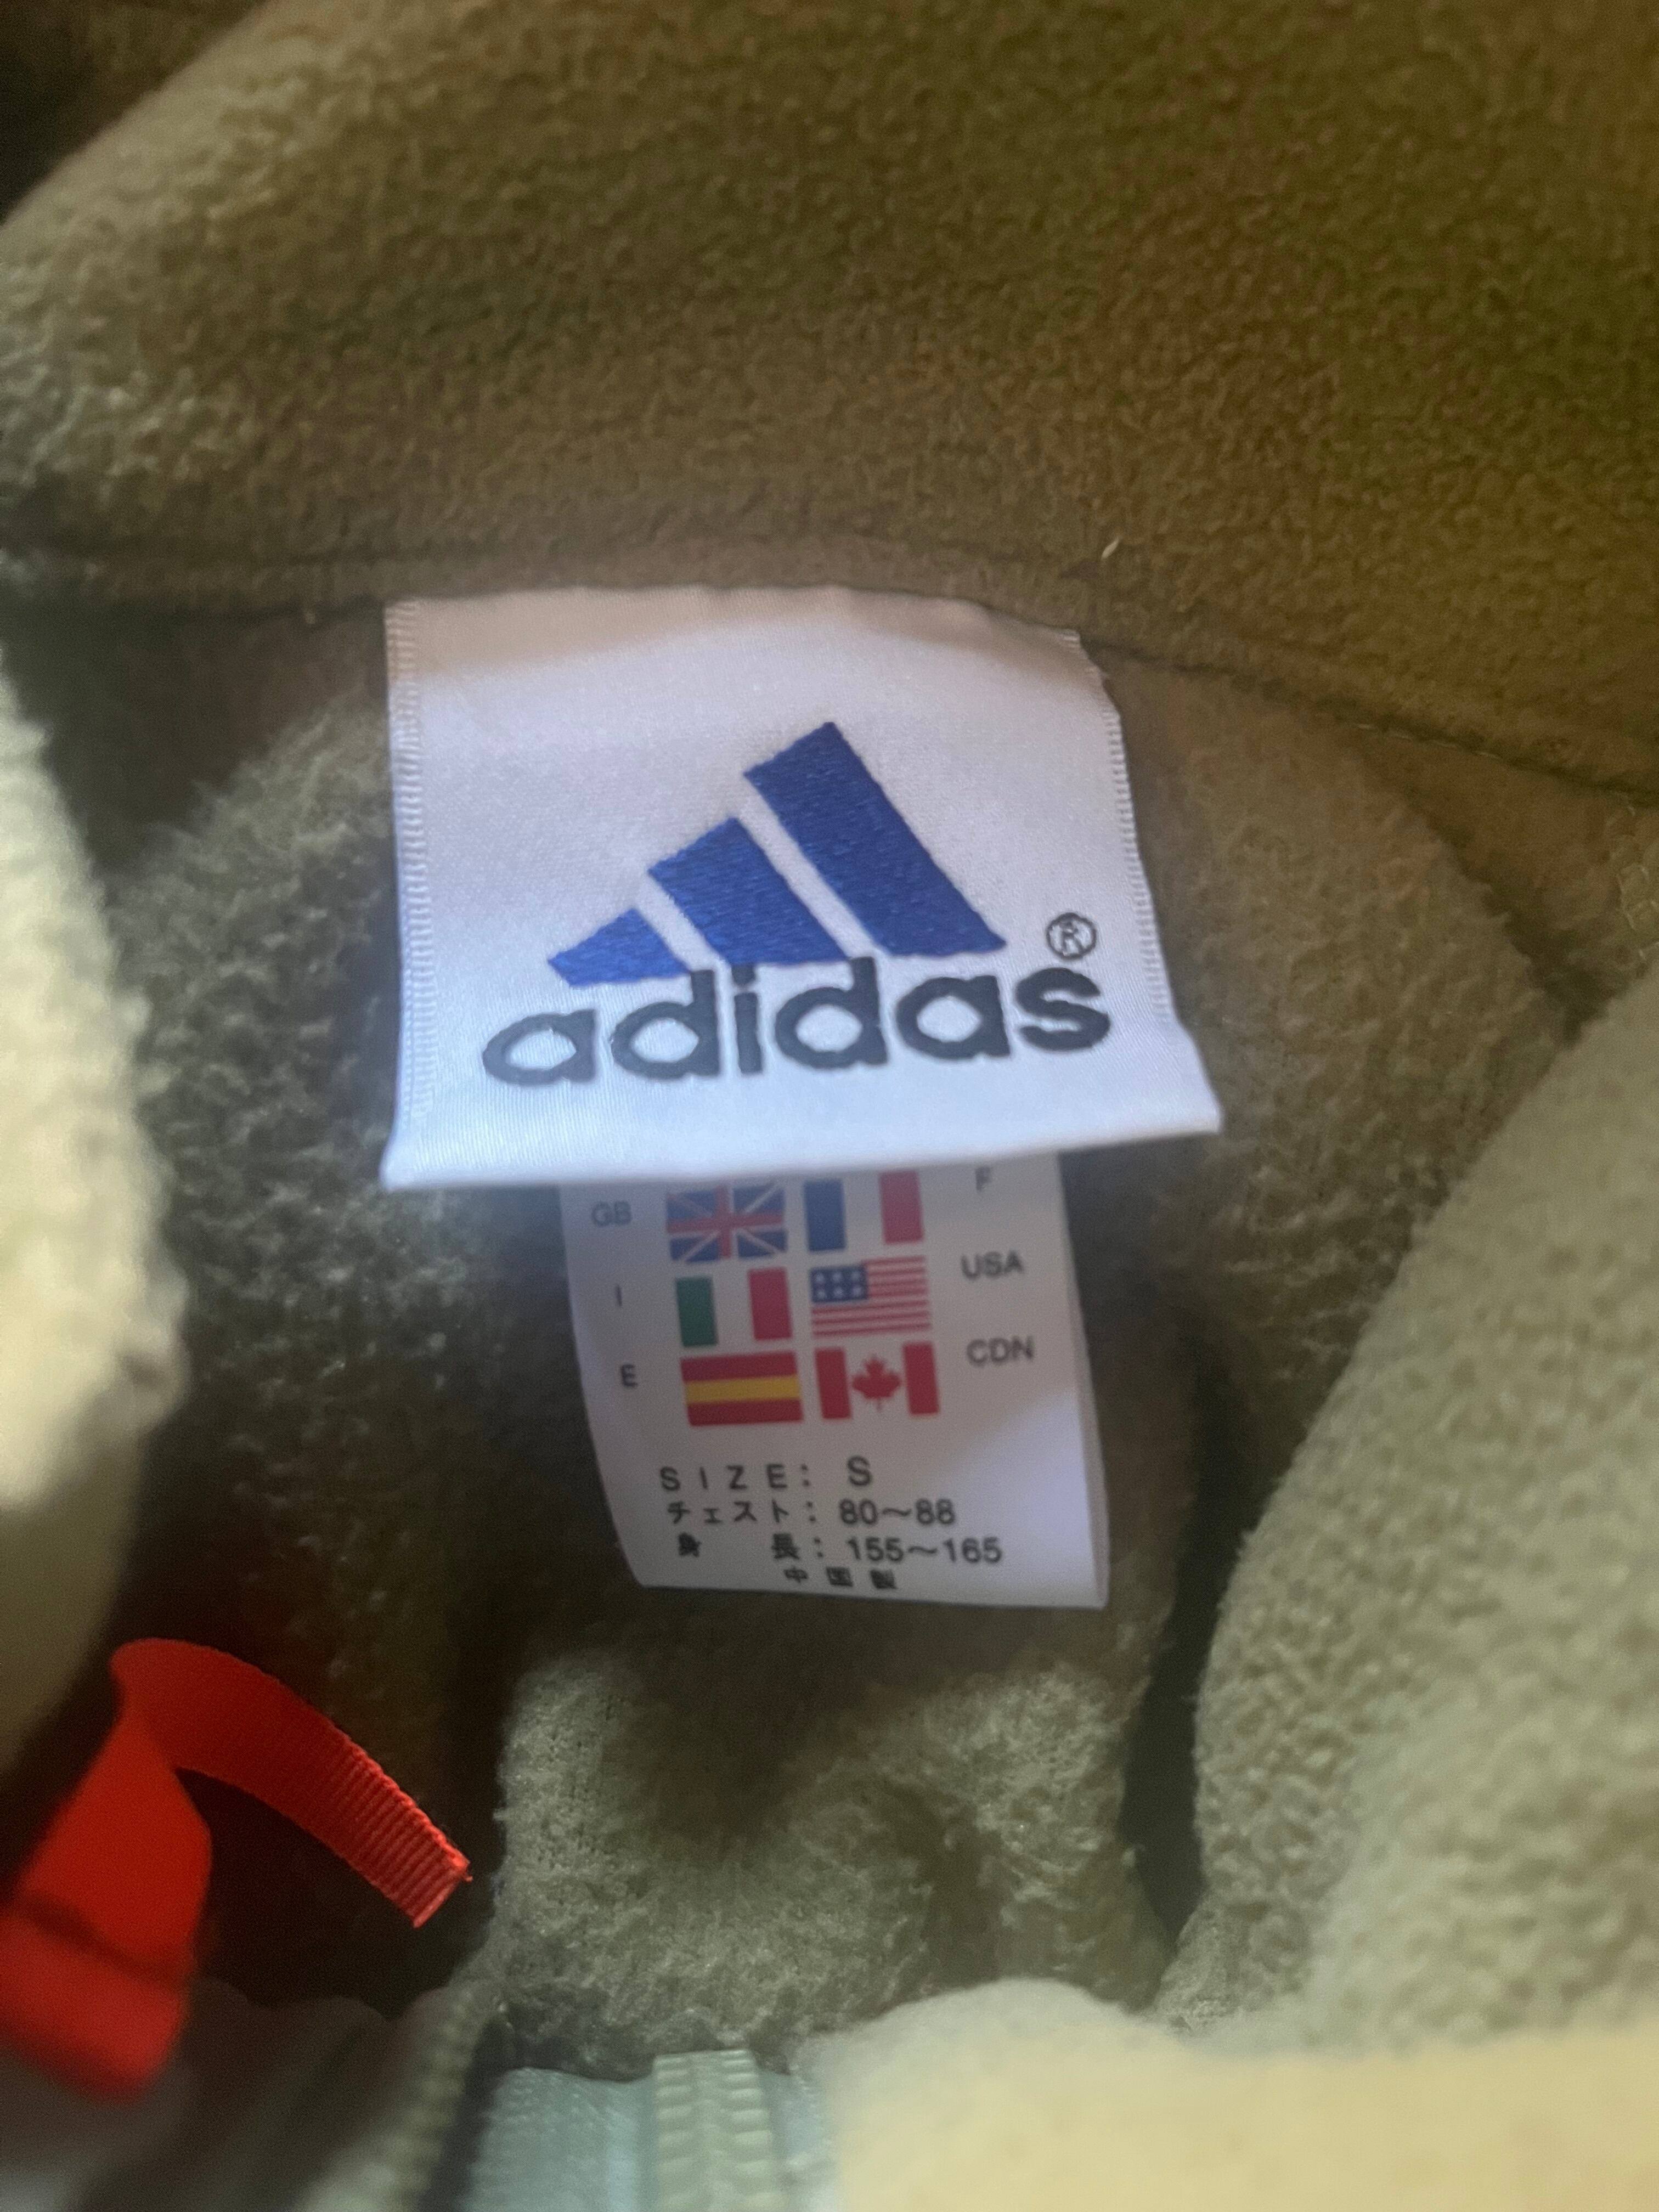 adidas®
GB F
I USA
E CDN
SIZE: S
チェスト: 80~88
身 長: 155~165
中国製